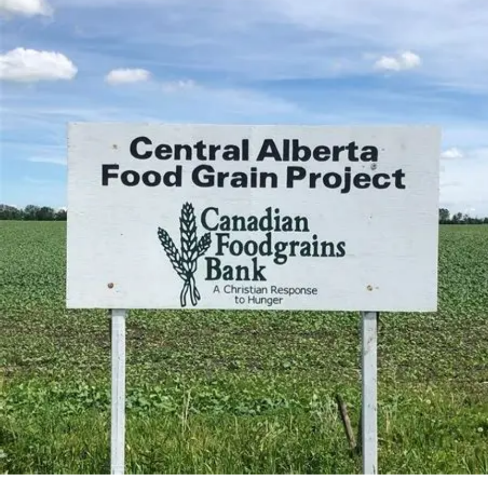 Central Alberta
Food Grain Project
Canadian
Foodgrains
Bank
A Christian Response
to Hunger